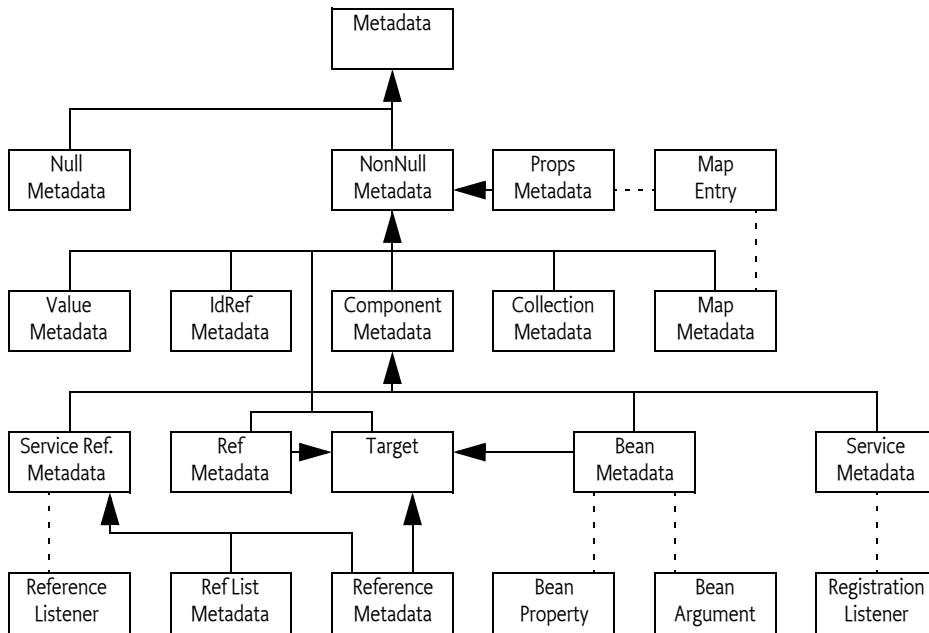 Metadata
Null
Metadata
NonNull
Metadata
Props
Metadata
Map
Entry
Value
Metadata
IdRef
Metadata
Component
Metadata
Collection
Metadata
Map
Metadata
Service Ref.
Metadata
Ref
Metadata
Target
Bean
Metadata
Service
Metadata
Reference
Listener
Ref List
Metadata
Reference
Metadata
Bean
Property
Bean
Argument
Registration
Listener